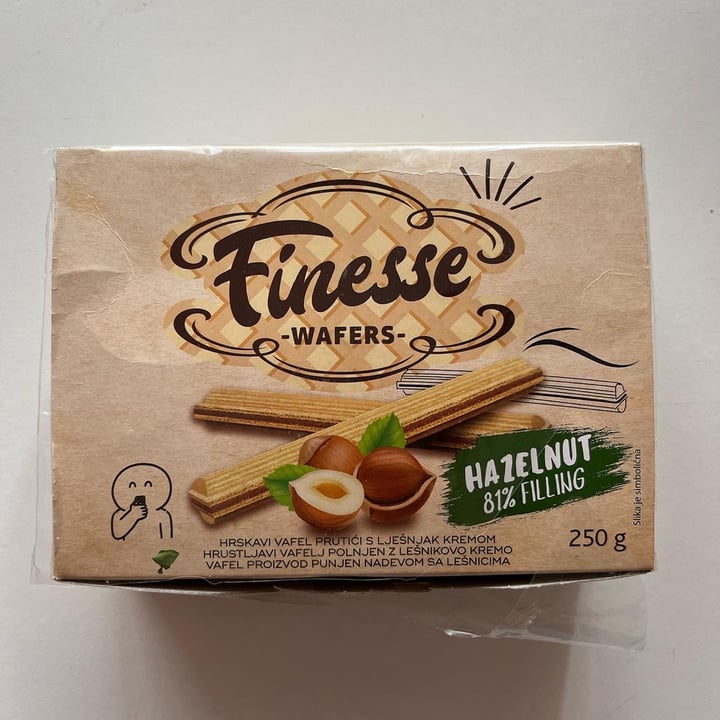 Finesse
-WAFERS-
HAZELNUT
81% FILLING
HRSKAVI VAFEL PRUTIĆI S LJEŠNJAK KREMOM
HRUSTLJAVI VAFELJ POLNJEN Z LEŠNIKOVO KREMO
VAFEL PROIZVOD PUNJEN NADEVOM SA LEŠNICIMA
250 g
Slika je simbolična